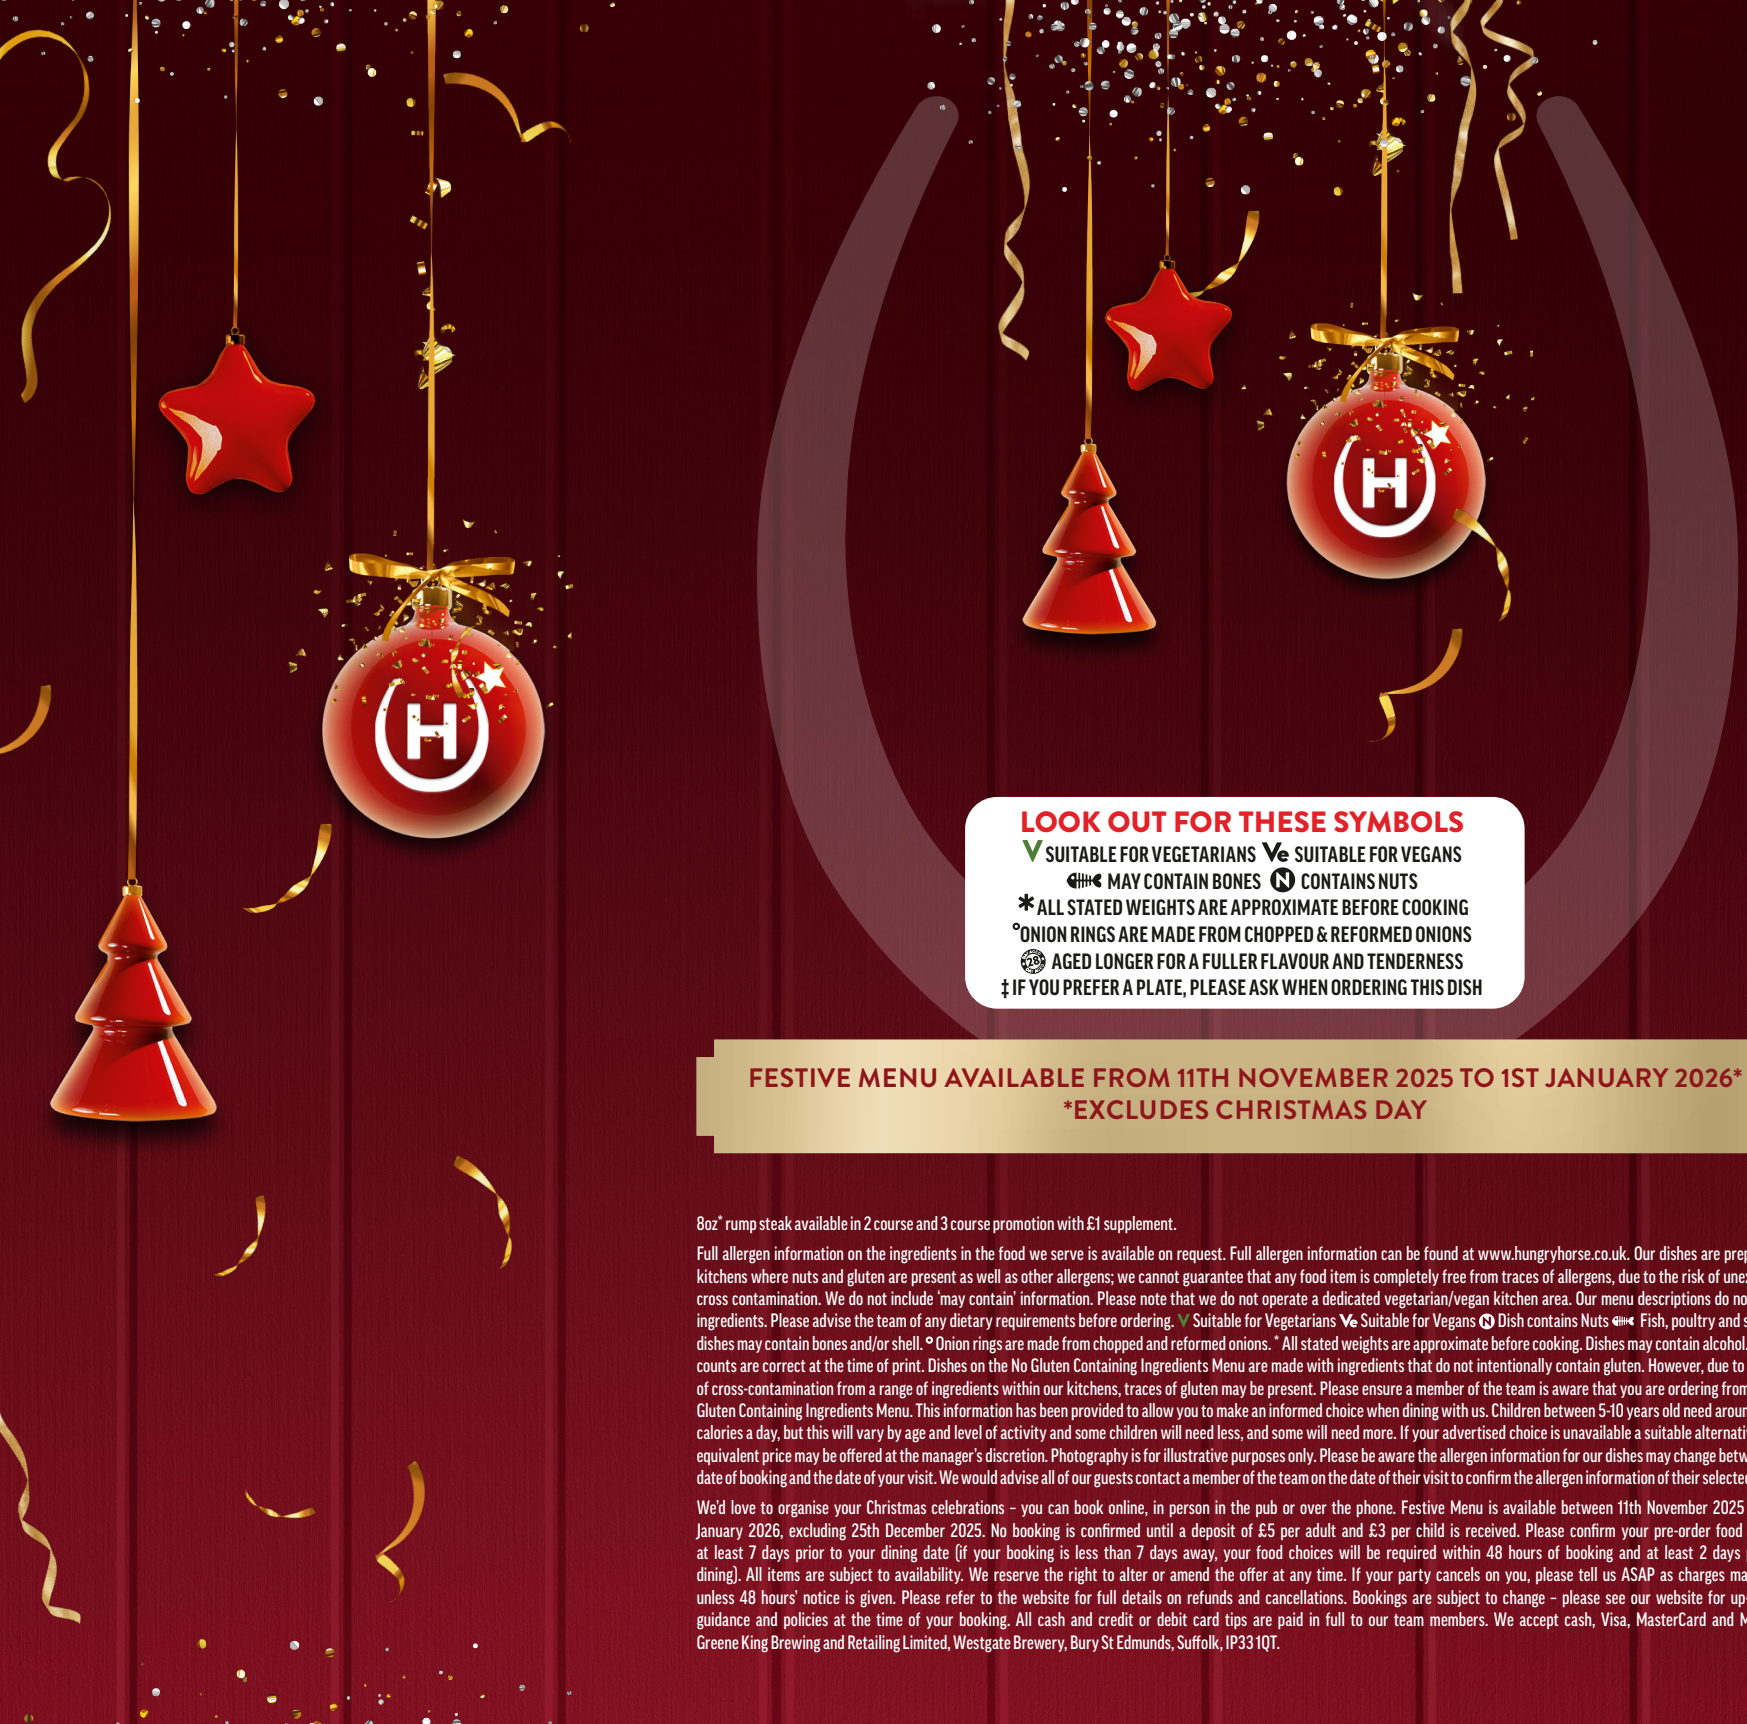 H
H
LOOK OUT FOR THESE SYMBOLS
V SUITABLE FOR VEGETARIANS Ve SUITABLE FOR VEGANS
MAY CONTAIN BONES N CONTAINS NUTS
* ALL STATED WEIGHTS ARE APPROXIMATE BEFORE COOKING
°ONION RINGS ARE MADE FROM CHOPPED & REFORMED ONIONS
28 AGED LONGER FOR A FULLER FLAVOUR AND TENDERNESS
‡ IF YOU PREFER A PLATE, PLEASE ASK WHEN ORDERING THIS DISH
FESTIVE MENU AVAILABLE FROM 11TH NOVEMBER 2025 TO 1ST JANUARY 2026*
*EXCLUDES CHRISTMAS DAY
8oz* rump steak available in 2 course and 3 course promotion with £1 supplement.
Full allergen information on the ingredients in the food we serve is available on request. Full allergen information can be found at www.hungryhorse.co.uk. Our dishes are prep
kitchens where nuts and gluten are present as well as other allergens; we cannot guarantee that any food item is completely free from traces of allergens, due to the risk of une
cross contamination. We do not include 'may contain' information. Please note that we do not operate a dedicated vegetarian/vegan kitchen area. Our menu descriptions do no
ingredients. Please advise the team of any dietary requirements before ordering. V Suitable for Vegetarians Ve Suitable for Vegans N Dish contains Nuts Fish, poultry and s
dishes may contain bones and/or shell. ° Onion rings are made from chopped and reformed onions. * All stated weights are approximate before cooking. Dishes may contain alcohol.
counts are correct at the time of print. Dishes on the No Gluten Containing Ingredients Menu are made with ingredients that do not intentionally contain gluten. However, due to
of cross-contamination from a range of ingredients within our kitchens, traces of gluten may be present. Please ensure a member of the team is aware that you are ordering from
Gluten Containing Ingredients Menu. This information has been provided to allow you to make an informed choice when dining with us. Children between 5-10 years old need arou
calories a day, but this will vary by age and level of activity and some children will need less, and some will need more. If your advertised choice is unavailable a suitable alternati
equivalent price may be offered at the manager's discretion. Photography is for illustrative purposes only. Please be aware the allergen information for our dishes may change betw
date of booking and the date of your visit. We would advise all of our guests contact a member of the team on the date of their visit to confirm the allergen information of their selecte
We'd love to organise your Christmas celebrations – you can book online, in person in the pub or over the phone. Festive Menu is available between 11th November 2025
January 2026, excluding 25th December 2025. No booking is confirmed until a deposit of £5 per adult and £3 per child is received. Please confirm your pre-order food
at least 7 days prior to your dining date (if your booking is less than 7 days away, your food choices will be required within 48 hours of booking and at least 2 days
dining). All items are subject to availability. We reserve the right to alter or amend the offer at any time. If your party cancels on you, please tell us ASAP as charges ma
unless 48 hours' notice is given. Please refer to the website for full details on refunds and cancellations. Bookings are subject to change – please see our website for up-
guidance and policies at the time of your booking. All cash and credit or debit card tips are paid in full to our team members. We accept cash, Visa, MasterCard and M
Greene King Brewing and Retailing Limited, Westgate Brewery, Bury St Edmunds, Suffolk, IP33 1QT.